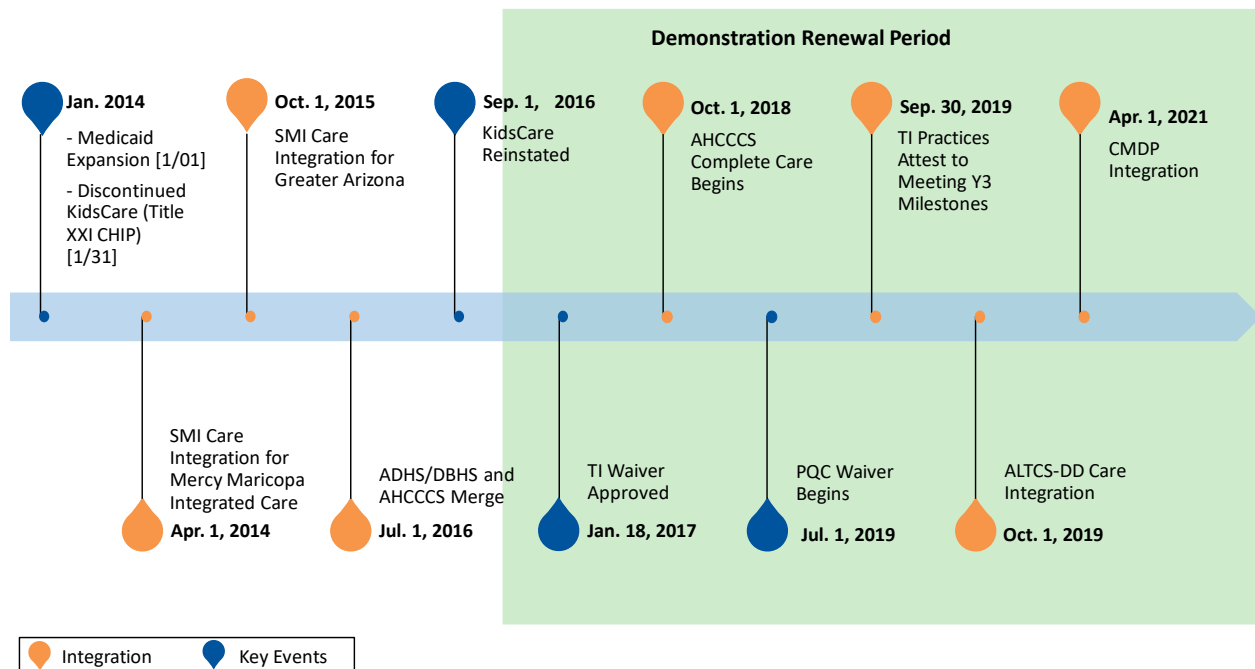 Demonstration Renewal Period
Jan. 2014
- Medicaid
Expansion [1/01]
- Discontinued
KidsCare (Title
XXI CHIP)
[1/31]
Oct. 1, 2015
SMI Care
Integration for
Greater Arizona
Sep. 1, 2016
KidsCare
Reinstated
Oct. 1, 2018
AHCCCS
Complete Care
Begins
Sep. 30, 2019
TI Practices
Attest to
Meeting Y3
Milestones
Apr. 1, 2021
CMDP
Integration
SMI Care
Integration for
Mercy Maricopa
Integrated Care
Apr. 1, 2014
ADHS/DBHS and
AHCCCS Merge
Jul. 1, 2016
TI Waiver
Approved
Jan. 18, 2017
PQC Waiver
Begins
Jul. 1, 2019
ALTCS-DD Care
Integration
Oct. 1, 2019
Integration
Key Events